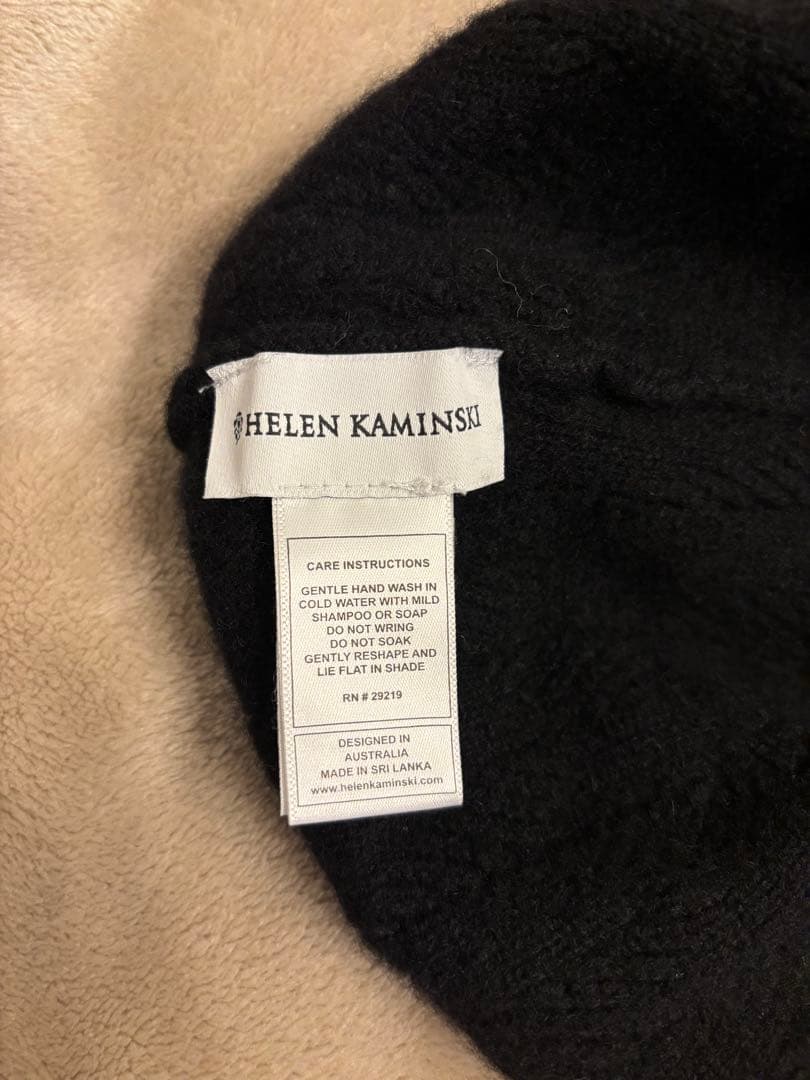 HELEN KAMINSKI
CARE INSTRUCTIONS
GENTLE HAND WASH IN
COLD WATER WITH MILD
SHAMPOO OR SOAP
DO NOT WRING
DO NOT SOAK
GENTLY RESHAPE AND
LIE FLAT IN SHADE
RN # 29219
DESIGNED IN
AUSTRALIA
MADE IN SRI LANKA
www.helenkaminski.com